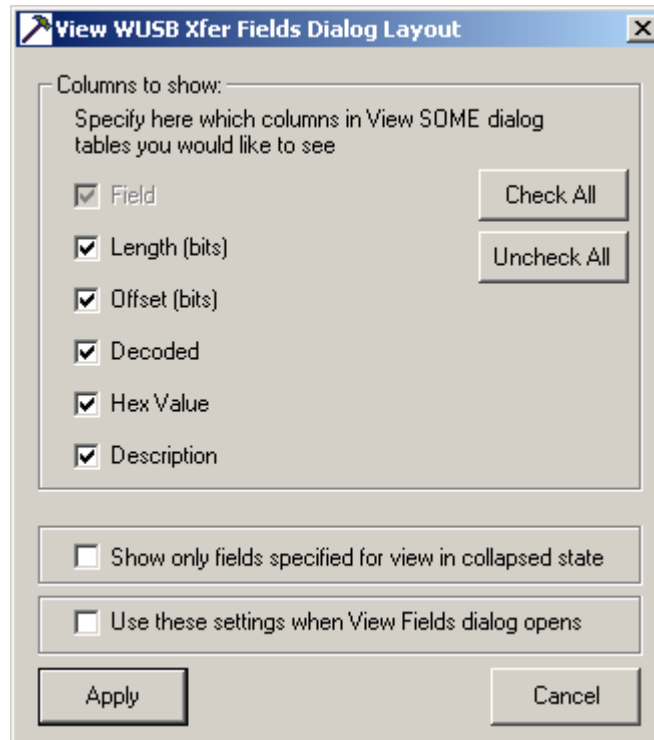 View WUSB Xfer Fields Dialog Layout
Columns to show:
Specify here which columns in View SOME dialog
tables you would like to see
Field
Check All
Length (bits)
Uncheck All
Offset (bits)
Decoded
Hex Value
Description
Show only fields specified for view in collapsed state
Use these settings when View Fields dialog opens
Apply
Cancel